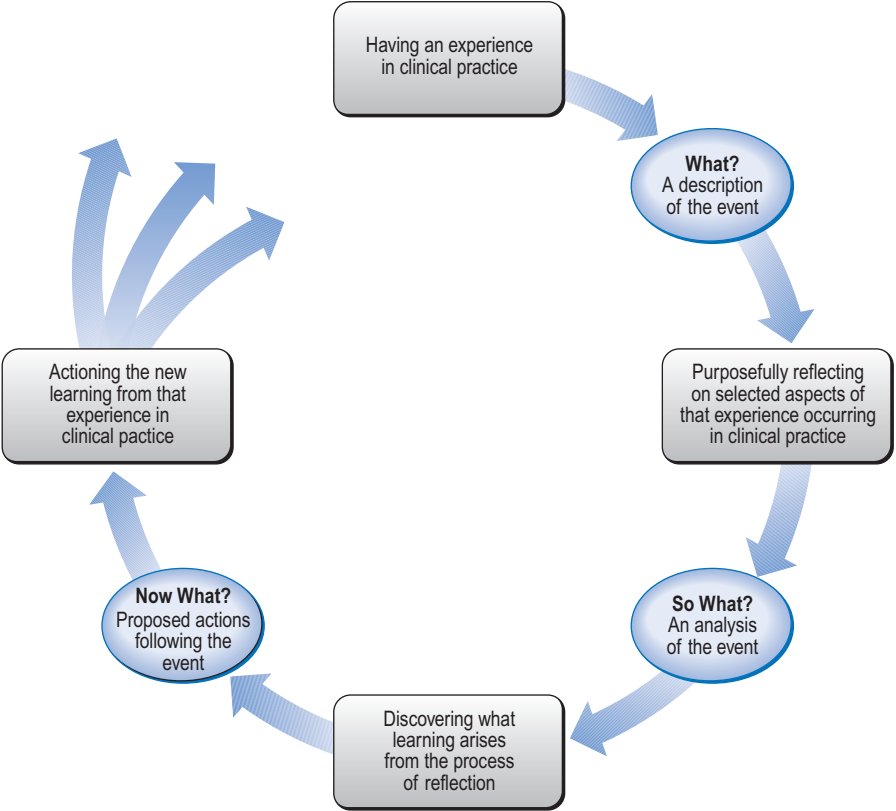 Having an experience
in clinical practice
What?
A description
of the event
Purposefully reflecting
on selected aspects of
that experience occurring
in clinical practice
So What?
An analysis
of the event
Discovering what
learning arises
from the process
of reflection
Now What?
Proposed actions
following the
event
Actioning the new
learning from that
experience in
clinical pactice